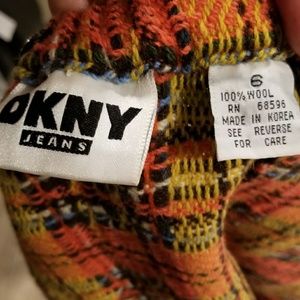 DKNY
JEANS
6
100% WOOL
RN 68596
MADE IN KOREA
SEE REVERSE
FOR CARE